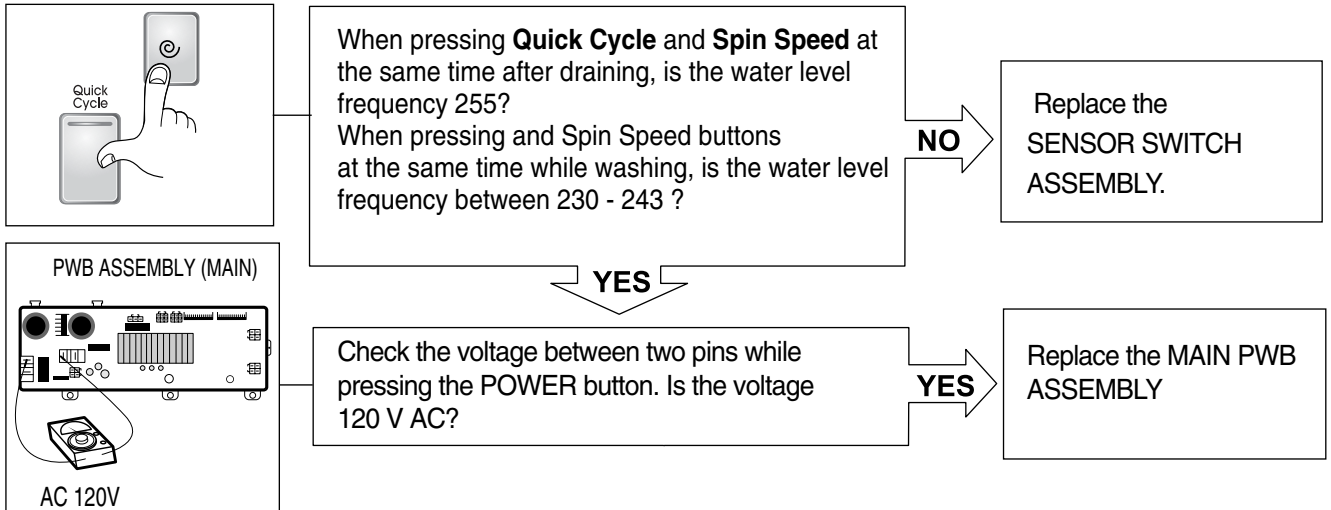 Quick
Cycle
When pressing Quick Cycle and Spin Speed at
the same time after draining, is the water level
frequency 255?
When pressing and Spin Speed buttons
at the same time while washing, is the water level
frequency between 230 - 243 ?
NO
Replace the
SENSOR SWITCH
ASSEMBLY.
YES
PWB ASSEMBLY (MAIN)
AC 120V
Check the voltage between two pins while
pressing the POWER button. Is the voltage
120 V AC?
YES
Replace the MAIN PWB
ASSEMBLY